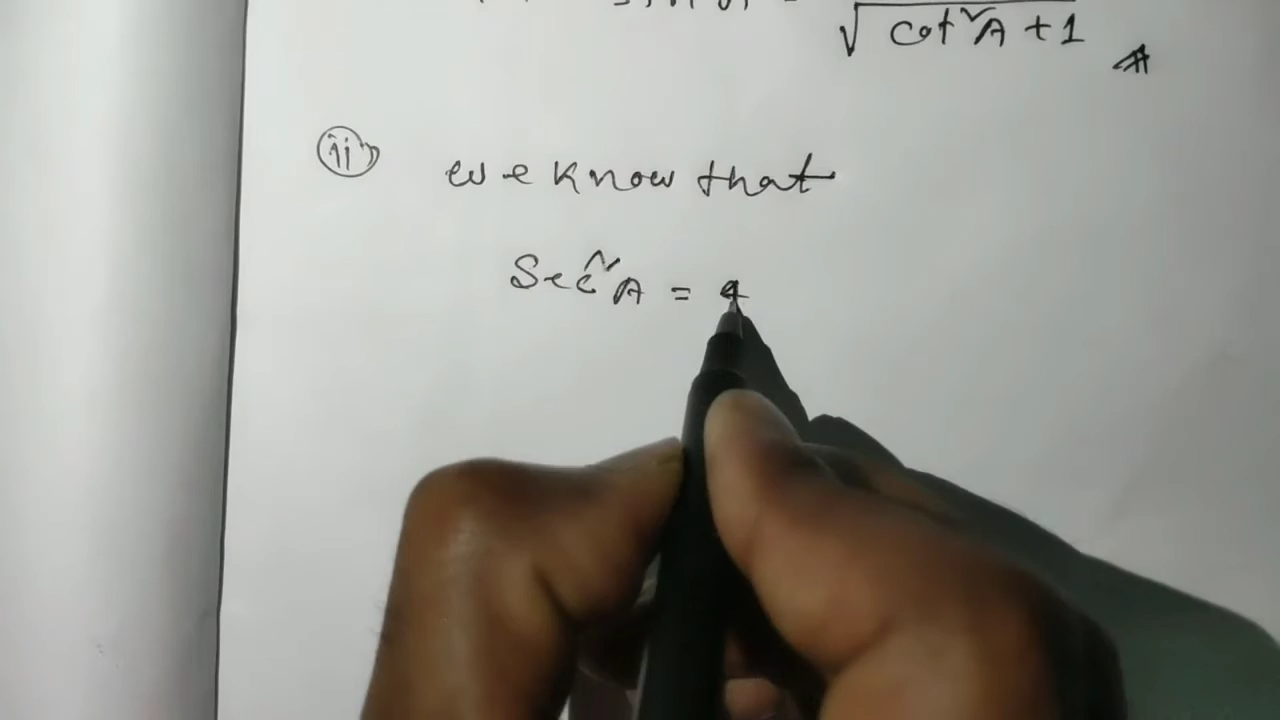 √cot²A + 1
ii
we know that
Sec²A =